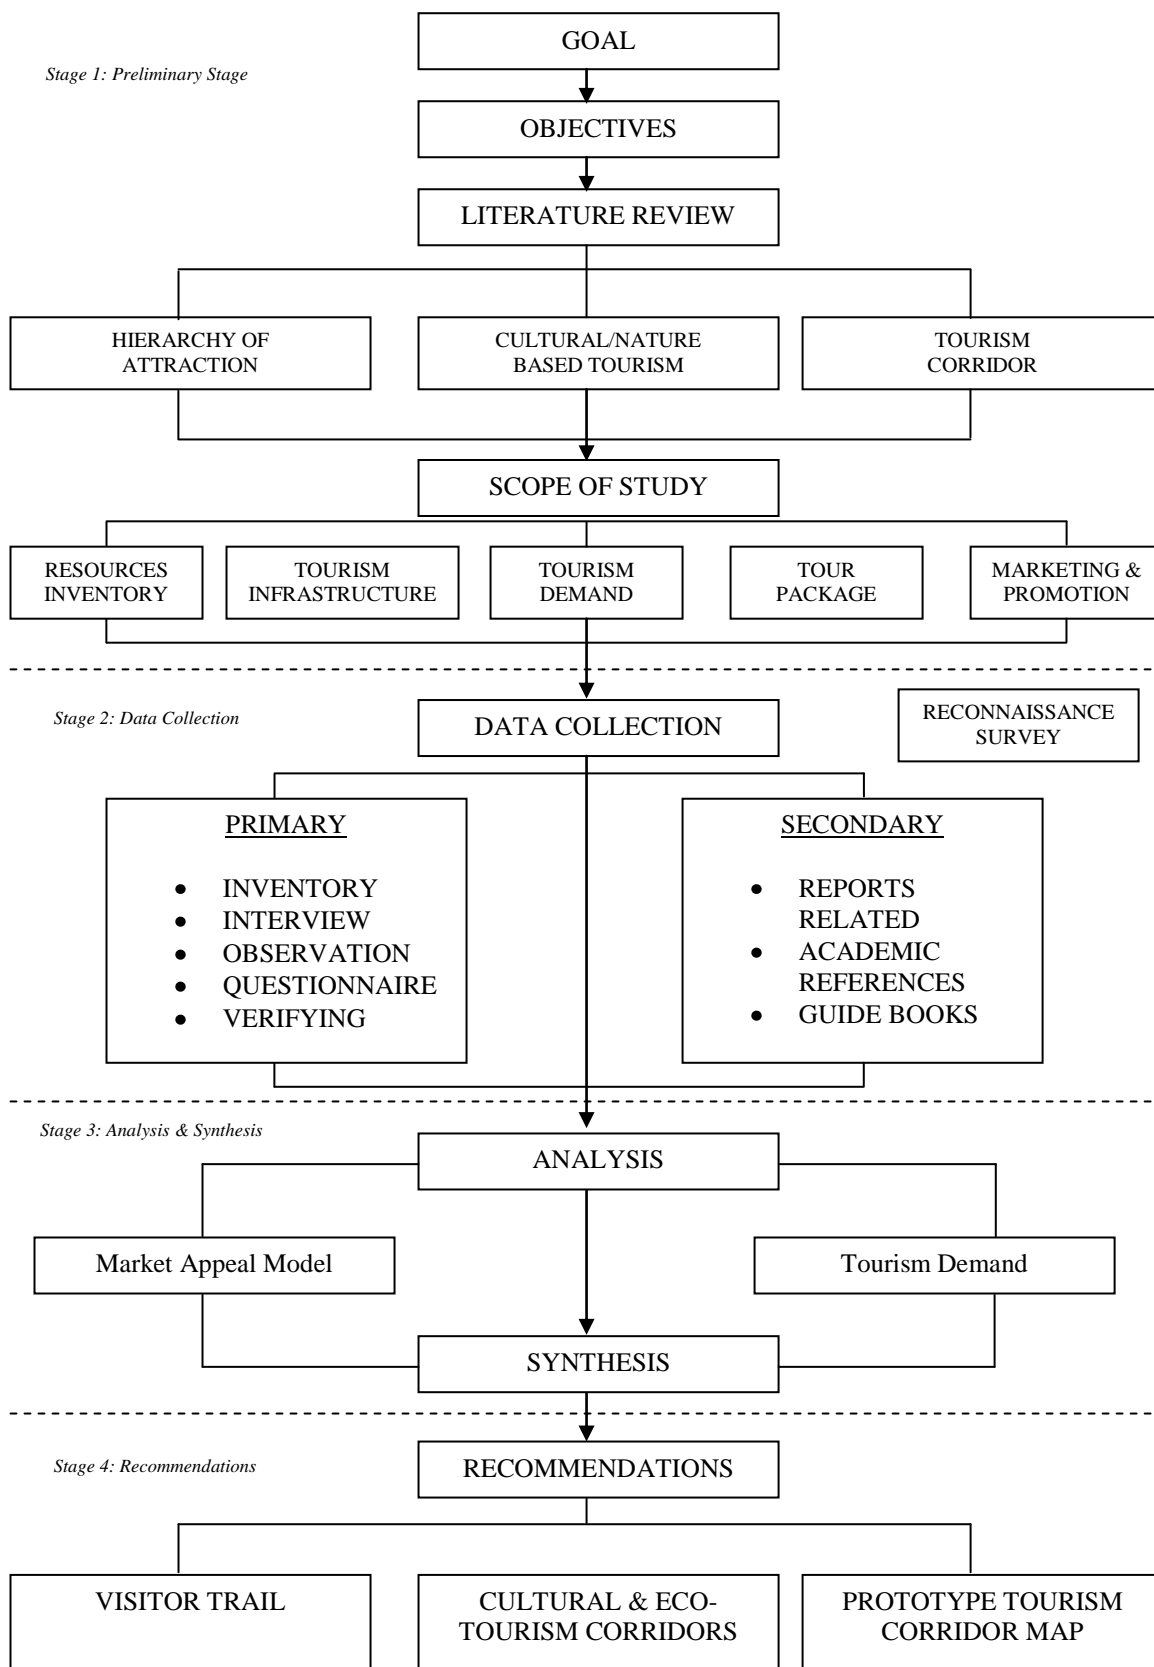 GOAL
Stage 1: Preliminary Stage
OBJECTIVES
LITERATURE REVIEW
HIERARCHY OF
ATTRACTION
CULTURAL/NATURE
BASED TOURISM
TOURISM
CORRIDOR
SCOPE OF STUDY
RESOURCES
INVENTORY
TOURISM
INFRASTRUCTURE
TOURISM
DEMAND
TOUR
PACKAGE
MARKETING &
PROMOTION
Stage 2: Data Collection
DATA COLLECTION
RECONNAISSANCE
SURVEY
PRIMARY
• INVENTORY
• INTERVIEW
• OBSERVATION
• QUESTIONNAIRE
• VERIFYING
SECONDARY
• REPORTS
RELATED
• ACADEMIC
REFERENCES
• GUIDE BOOKS
Stage 3: Analysis & Synthesis
ANALYSIS
Market Appeal Model
Tourism Demand
SYNTHESIS
Stage 4: Recommendations
RECOMMENDATIONS
VISITOR TRAIL
CULTURAL & ECO-
TOURISM CORRIDORS
PROTOTYPE TOURISM
CORRIDOR MAP